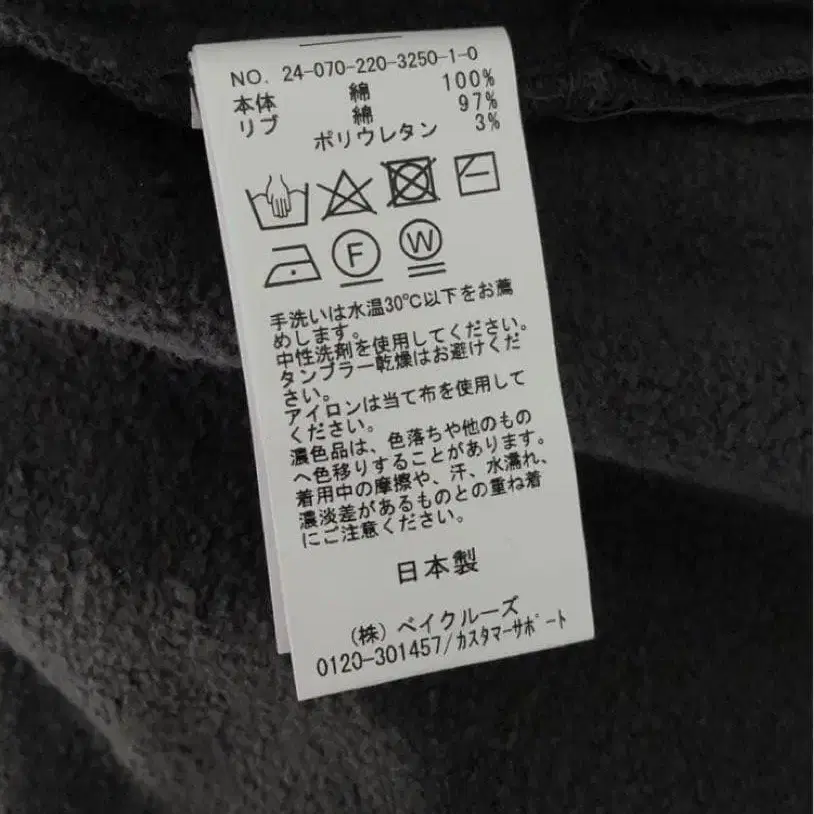 NO. 24-070-220-3250-1-0
本体 綿 100%
リブ 綿 97%
ポリウレタン 3%
F W
手洗いは水温30℃以下をお薦
めします。
中性洗剤を使用してください。
タンブラー乾燥はお避けくだ
さい。
アイロンは当て布を使用して
ください。
濃色品は、色落ちや他のもの
へ色移りすることがあります。
着用中の摩擦や、汗、水濡れ、
濃淡差があるものとの重ね着
にご注意ください。
日本製
(株) ベイクルーズ
0120-301457/カスタマーサポート